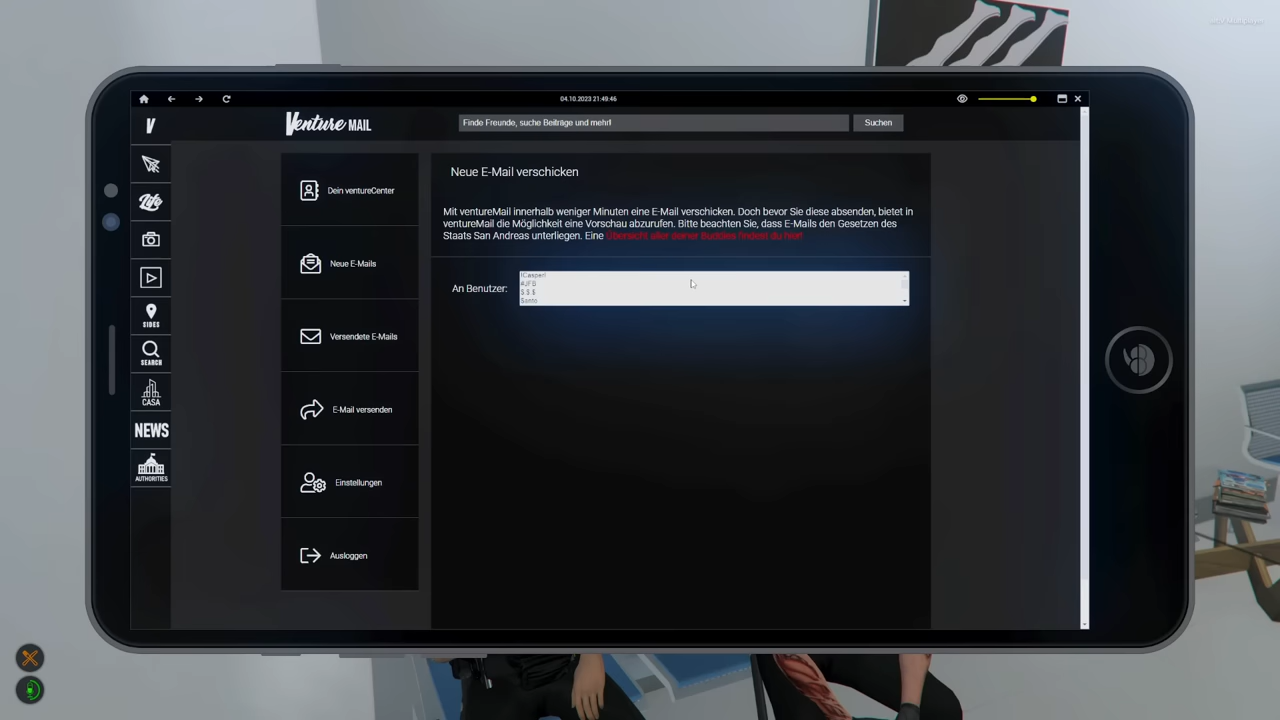 04.10.2023 21:49:46
V
Venture MAIL
Finde Freunde, suche Beiträge und mehr!
Suchen
Life
SIDES
SEARCH
CASA
NEWS
AUTHORITIES
Dein ventureCenter
Neue E-Mails
Versendete E-Mails
E-Mail versenden
Einstellungen
Ausloggen
Neue E-Mail verschicken
Mit ventureMail innerhalb weniger Minuten eine E-Mail verschicken. Doch bevor Sie diese absenden, bietet in
ventureMail die Möglichkeit eine Vorschau abzurufen. Bitte beachten Sie, dass E-Mails den Gesetzen des
Staats San Andreas unterliegen. Eine Übersicht aller deiner Buddies findest du hier!
An Benutzer:
AJFB
$ $ $